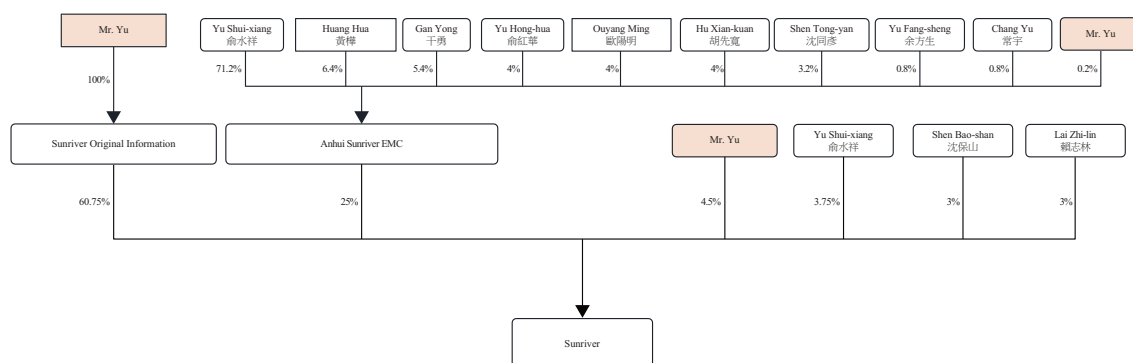 Mr. Yu
Yu Shui-xiang
俞水祥
Huang Hua
黃樺
Gan Yong
干勇
Yu Hong-hua
俞紅華
Ouyang Ming
歐陽明
Hu Xian-kuan
胡先寬
Shen Tong-yan
沈同彥
Yu Fang-sheng
余方生
Chang Yu
常宇
Mr. Yu
100%
71.2%
6.4%
5.4%
4%
4%
4%
3.2%
0.8%
0.8%
0.2%
Sunriver Original Information
Anhui Sunriver EMC
Mr. Yu
Yu Shui-xiang
俞水祥
Shen Bao-shan
沈保山
Lai Zhi-lin
賴志林
60.75%
25%
4.5%
3.75%
3%
3%
Sunriver